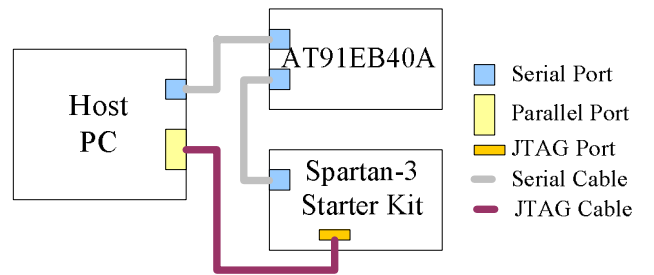 Host
PC
AT91EB40A
Spartan-3
Starter Kit
Serial Port
Parallel Port
JTAG Port
Serial Cable
JTAG Cable